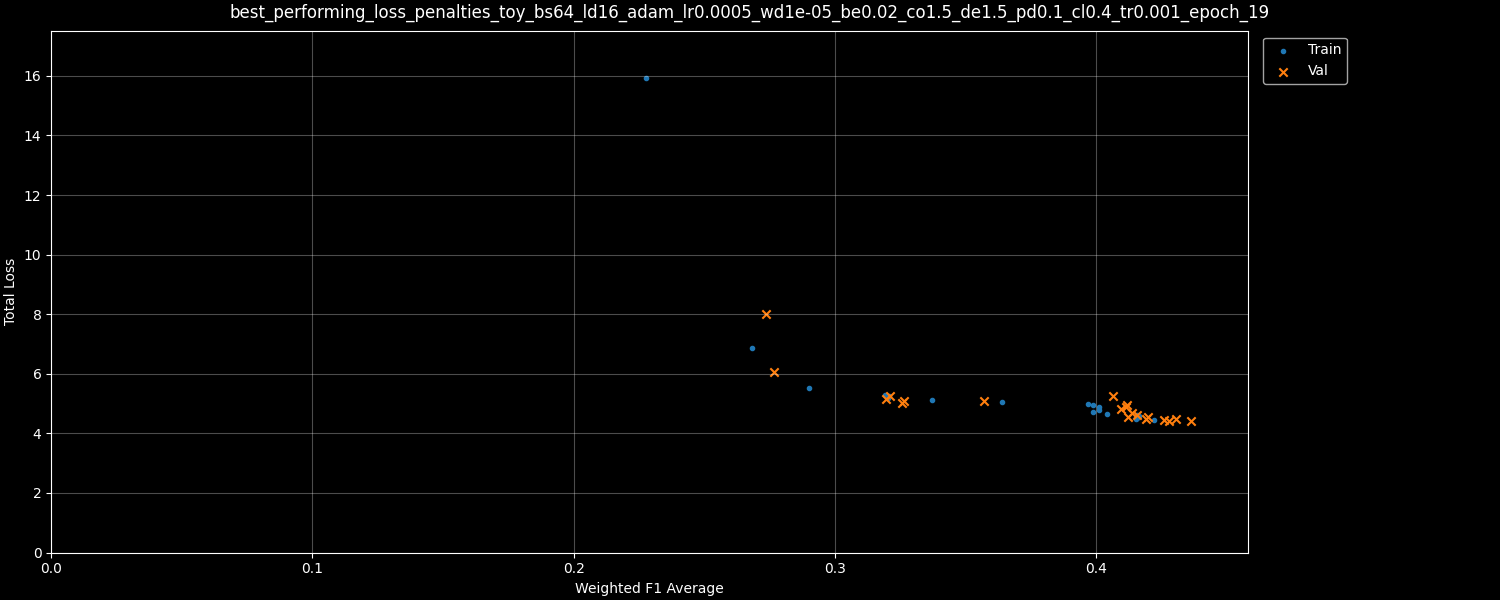 best_performing_loss_penalties_toy_bs64_ld16_adam_lr0.0005_wd1e-05_be0.02_co1.5_de1.5_pd0.1_cl0.4_tr0.001_epoch_19
Train
Val
Total Loss
16
14
12
10
8
6
4
2
0
0.0 0.1 0.2 0.3 0.4
Weighted F1 Average